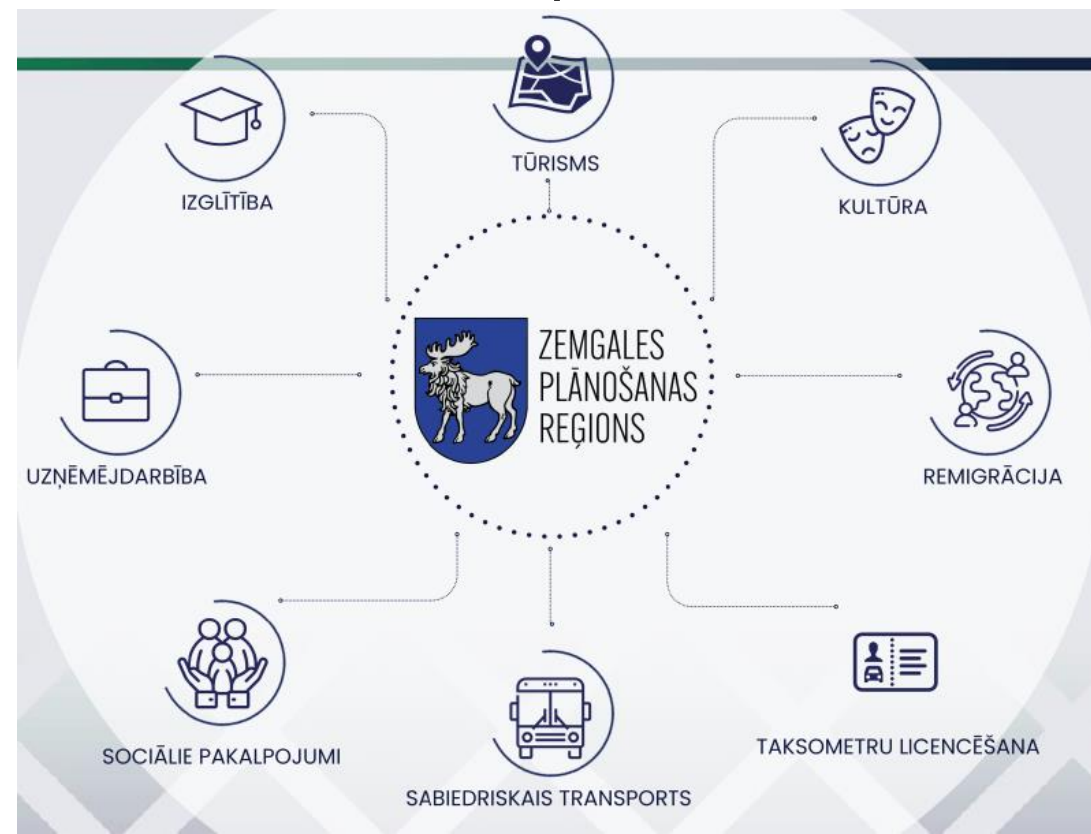 TŪRISMS
IZGLĪTĪBA
KULTŪRA
ZEMGALES
PLĀNOŠANAS
REĢIONS
UZŅĒMĒJDARBĪBA
REMIGRĀCIJA
SOCIĀLIE PAKALPOJUMI
TAKSOMETRU LICENCĒŠANA
SABIEDRISKAIS TRANSPORTS